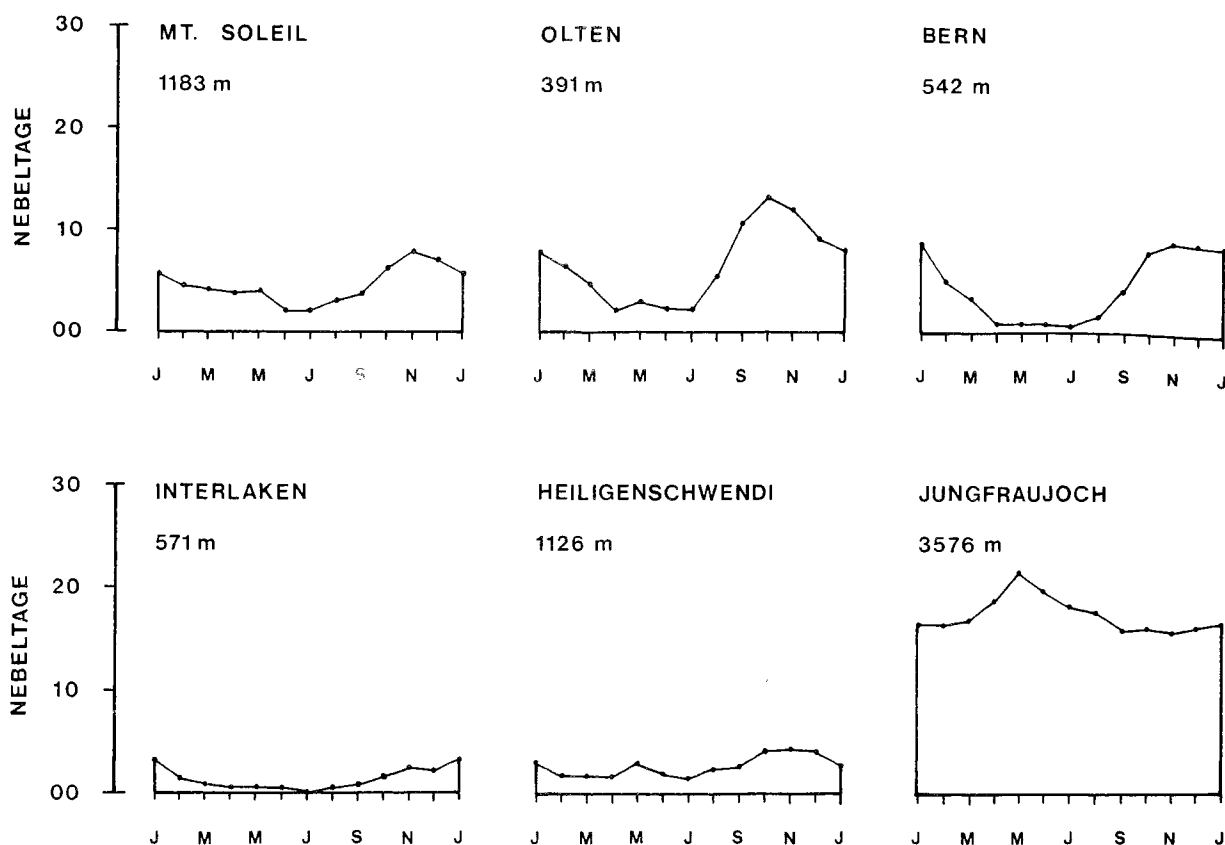 30
20
10
00
NEBELTAGE
MT. SOLEIL
1183 m
J M M J S N J
OLTEN
391 m
J M M J S N J
BERN
542 m
J M M J S N J
30
20
10
00
NEBELTAGE
INTERLAKEN
571 m
J M M J S N J
HEILIGENSCHWENDI
1126 m
J M M J S N J
JUNGFRAUJOCH
3576 m
J M M J S N J